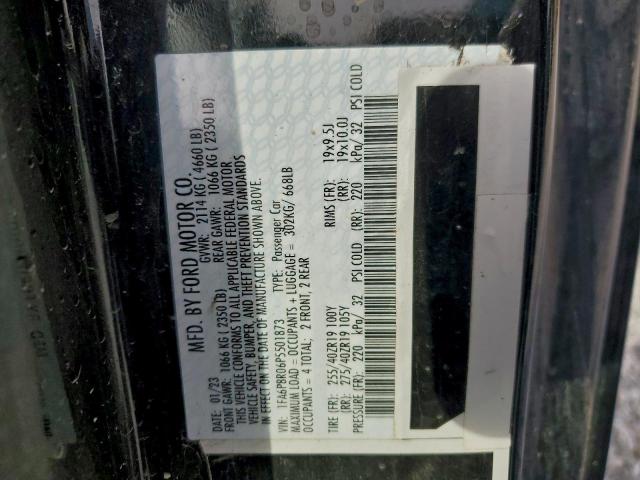 MFD. BY FORD MOTOR CO.
DATE: 01/23 GVWR: 2114 KG ( 4660 LB)
FRONT GAWR: 1066 KG ( 2350 LB) REAR GAWR: 1066 KG ( 2350 LB)
THIS VEHICLE CONFORMS TO ALL APPLICABLE FEDERAL MOTOR
VEHICLE SAFETY, BUMPER, AND THEFT PREVENTION STANDARDS
IN EFFECT ON THE DATE OF MANUFACTURE SHOWN ABOVE.
VIN: 1FA6P8R06P5501873 TYPE: Passenger Car
MAXIMUM LOAD = OCCUPANTS + LUGGAGE = 302KG/ 668LB
OCCUPANTS = 4 TOTAL: 2 FRONT, 2 REAR
TIRE (FR): 255/40ZR19 100Y RIMS (FR): 19x9.5J
(RR): 275/40ZR19 105Y (RR): 19x10.0J
PRESSURE (FR): 220 kPa/ 32 PSI COLD (RR): 220 kPa/ 32 PSI COLD